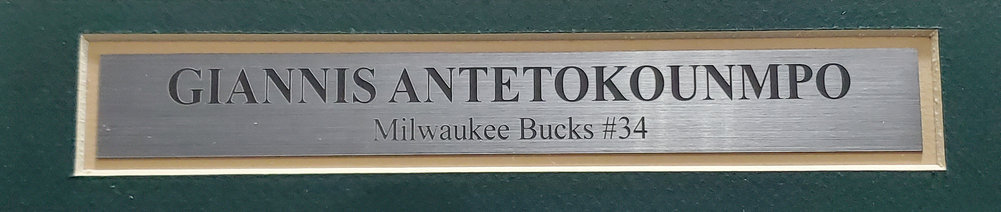 GIANNIS ANTETOKOUNMPO
Milwaukee Bucks #34